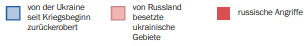 von der Ukraine
seit Kriegsbeginn
zurückerobert
von Russland
besetzte
ukrainische
Gebiete
russische Angriffe